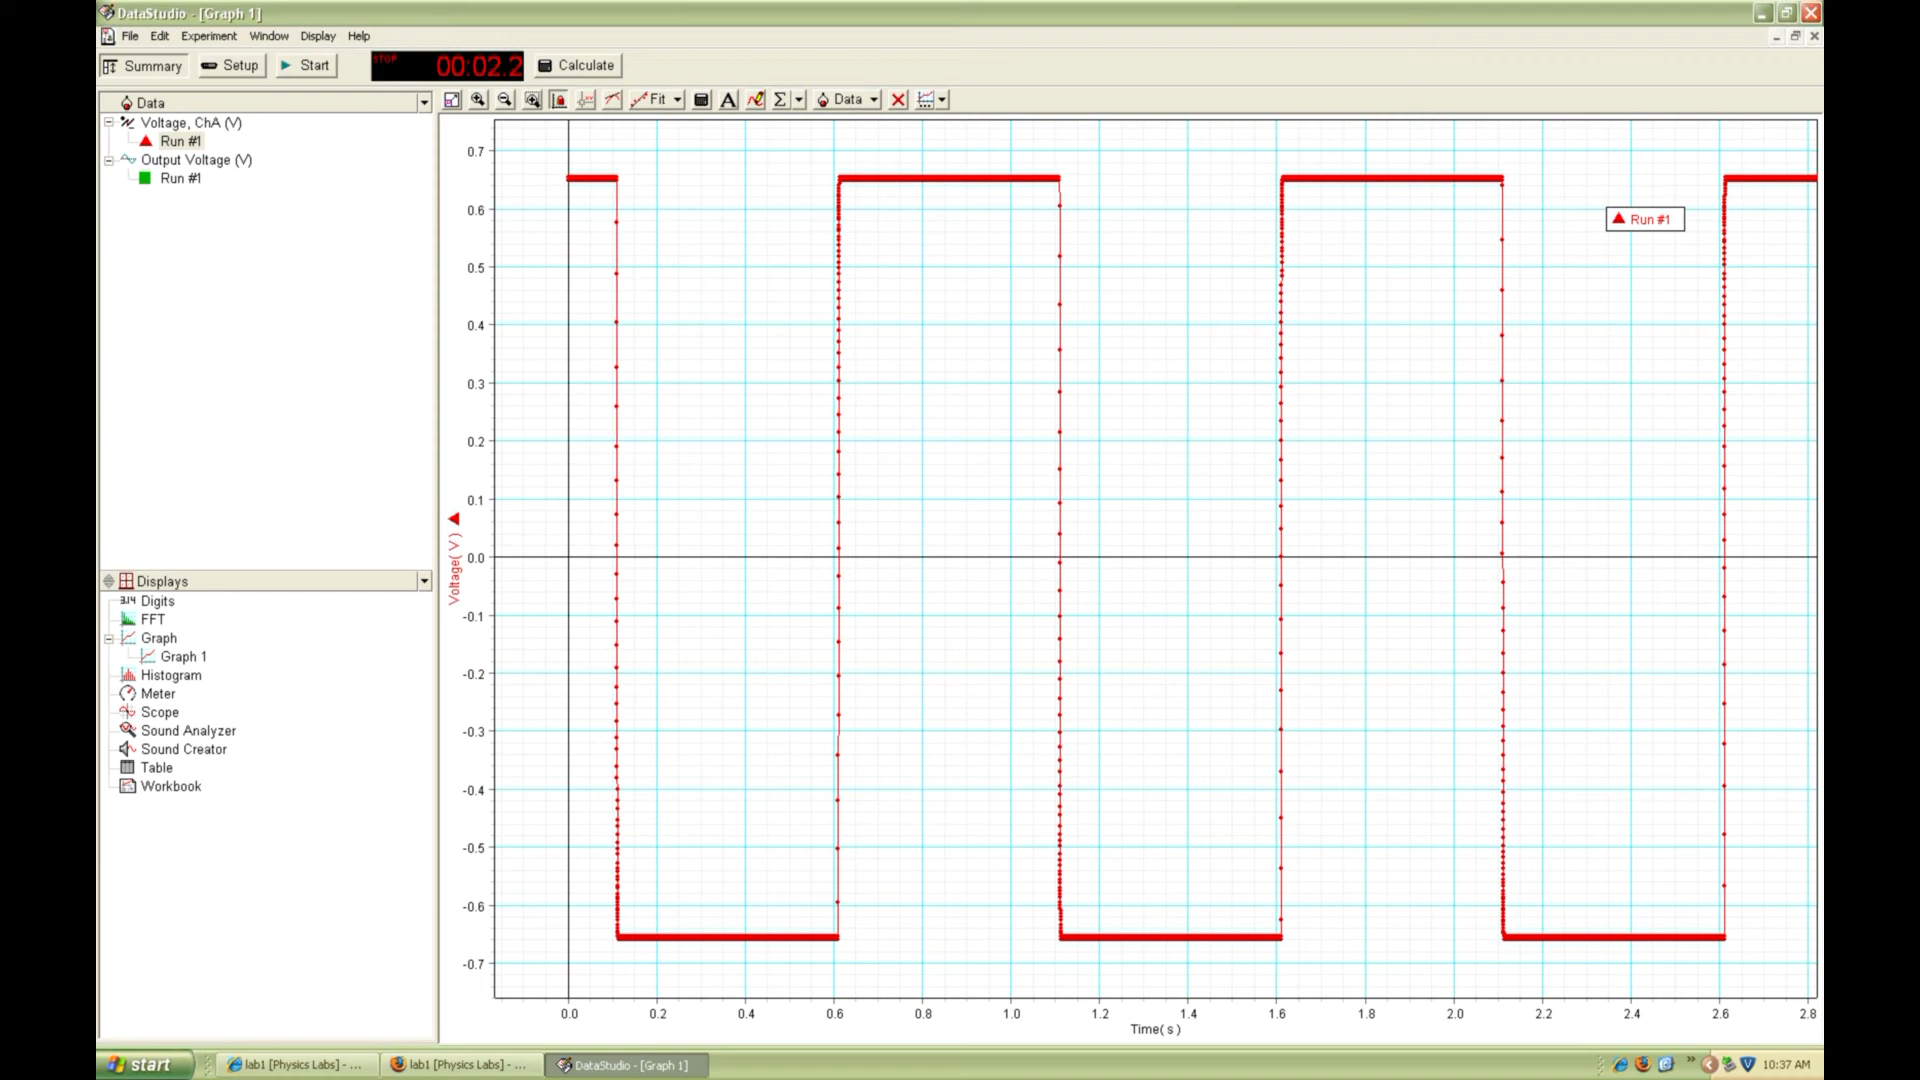 DataStudio - [Graph 1]
File Edit Experiment Window Display Help
Summary Setup Start STOP 00:02.2 Calculate
Data
Fit A Σ Data
Voltage, ChA (V)
Run #1
Output Voltage (V)
Run #1
Displays
3.14 Digits
FFT
Graph
Graph 1
Histogram
Meter
Scope
Sound Analyzer
Sound Creator
Table
Workbook
Voltage( V )
0.7
0.6
0.5
0.4
0.3
0.2
0.1
0.0
-0.1
-0.2
-0.3
-0.4
-0.5
-0.6
-0.7
Run #1
0.0 0.2 0.4 0.6 0.8 1.0 1.2 1.4 1.6 1.8 2.0 2.2 2.4 2.6 2.8
Time( s )
start lab1 [Physics Labs] - ... lab1 [Physics Labs] - ... DataStudio - [Graph 1] » V 10:37 AM